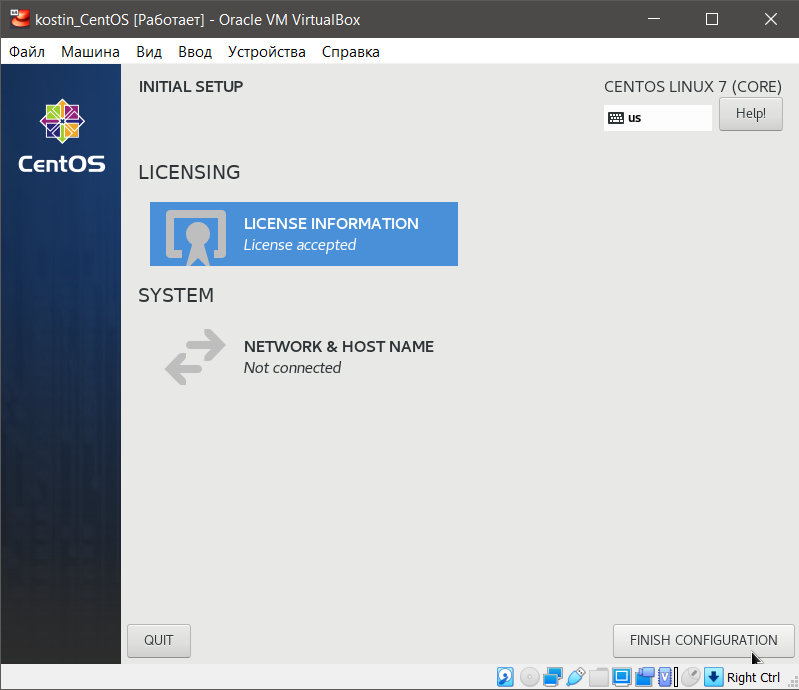 kostin_CentOS [Работает] - Oracle VM VirtualBox
Файл Машина Вид Ввод Устройства Справка
INITIAL SETUP
CENTOS LINUX 7 (CORE)
us
Help!
CentOS
LICENSING
LICENSE INFORMATION
License accepted
SYSTEM
NETWORK & HOST NAME
Not connected
QUIT
FINISH CONFIGURATION
Right Ctrl